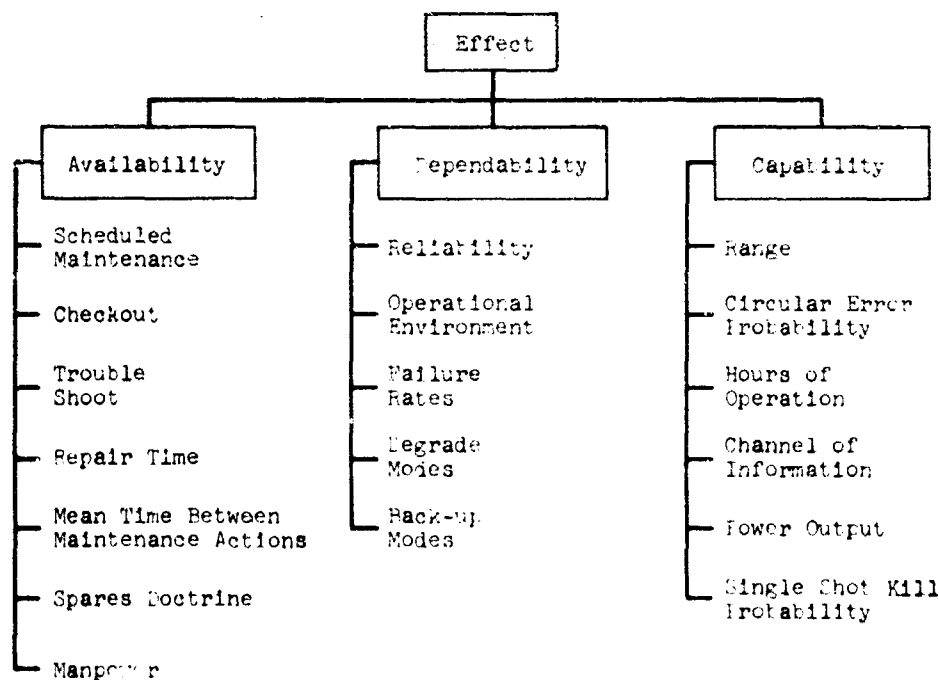 Effect
Availability
Dependability
Capability
Scheduled
Maintenance
Checkout
Trouble
Shoot
Repair Time
Mean Time Between
Maintenance Actions
Spares Doctrine
Manpower
Reliability
Operational
Environment
Failure
Rates
Degrade
Modes
Back-up
Modes
Range
Circular Error
Probability
Hours of
Operation
Channel of
Information
Power Output
Single Shot Kill
Probability